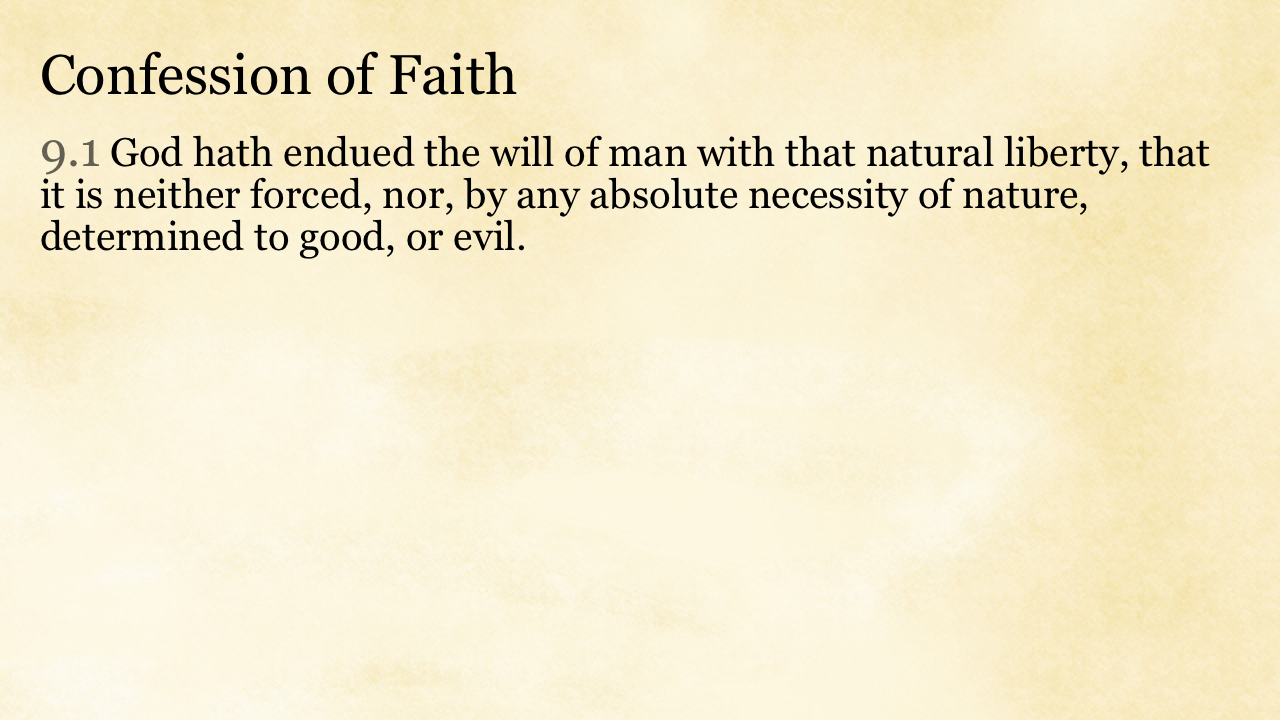 Confession of Faith
9.1 God hath endued the will of man with that natural liberty, that
it is neither forced, nor, by any absolute necessity of nature,
determined to good, or evil.